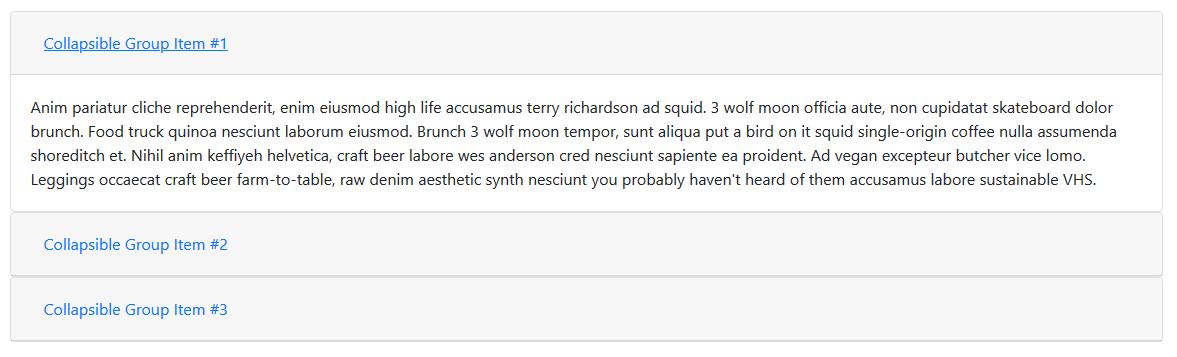 Collapsible Group Item #1
Anim pariatur cliche reprehenderit, enim eiusmod high life accusamus terry richardson ad squid. 3 wolf moon officia aute, non cupidatat skateboard dolor
brunch. Food truck quinoa nesciunt laborum eiusmod. Brunch 3 wolf moon tempor, sunt aliqua put a bird on it squid single-origin coffee nulla assumenda
shoreditch et. Nihil anim keffiyeh helvetica, craft beer labore wes anderson cred nesciunt sapiente ea proident. Ad vegan excepteur butcher vice lomo.
Leggings occaecat craft beer farm-to-table, raw denim aesthetic synth nesciunt you probably haven't heard of them accusamus labore sustainable VHS.
Collapsible Group Item #2
Collapsible Group Item #3